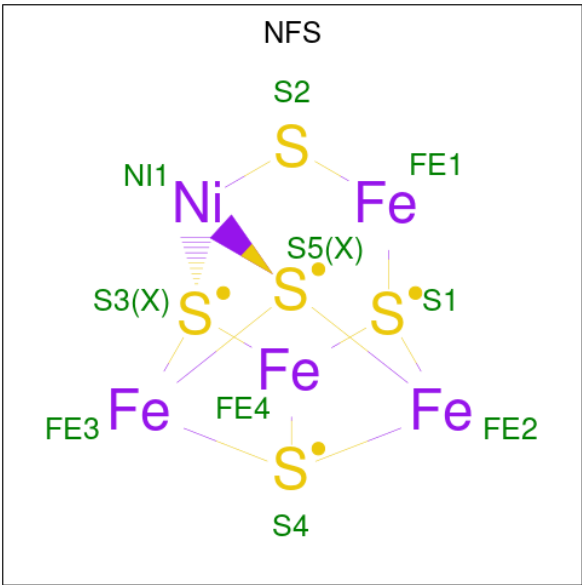 NFS
S2
S
NI1
Ni
Fe
FE1
S5(X)
S3(X)
S•
S•
S•
S1
Fe
Fe
Fe
FE3
FE4
FE2
S•
S4